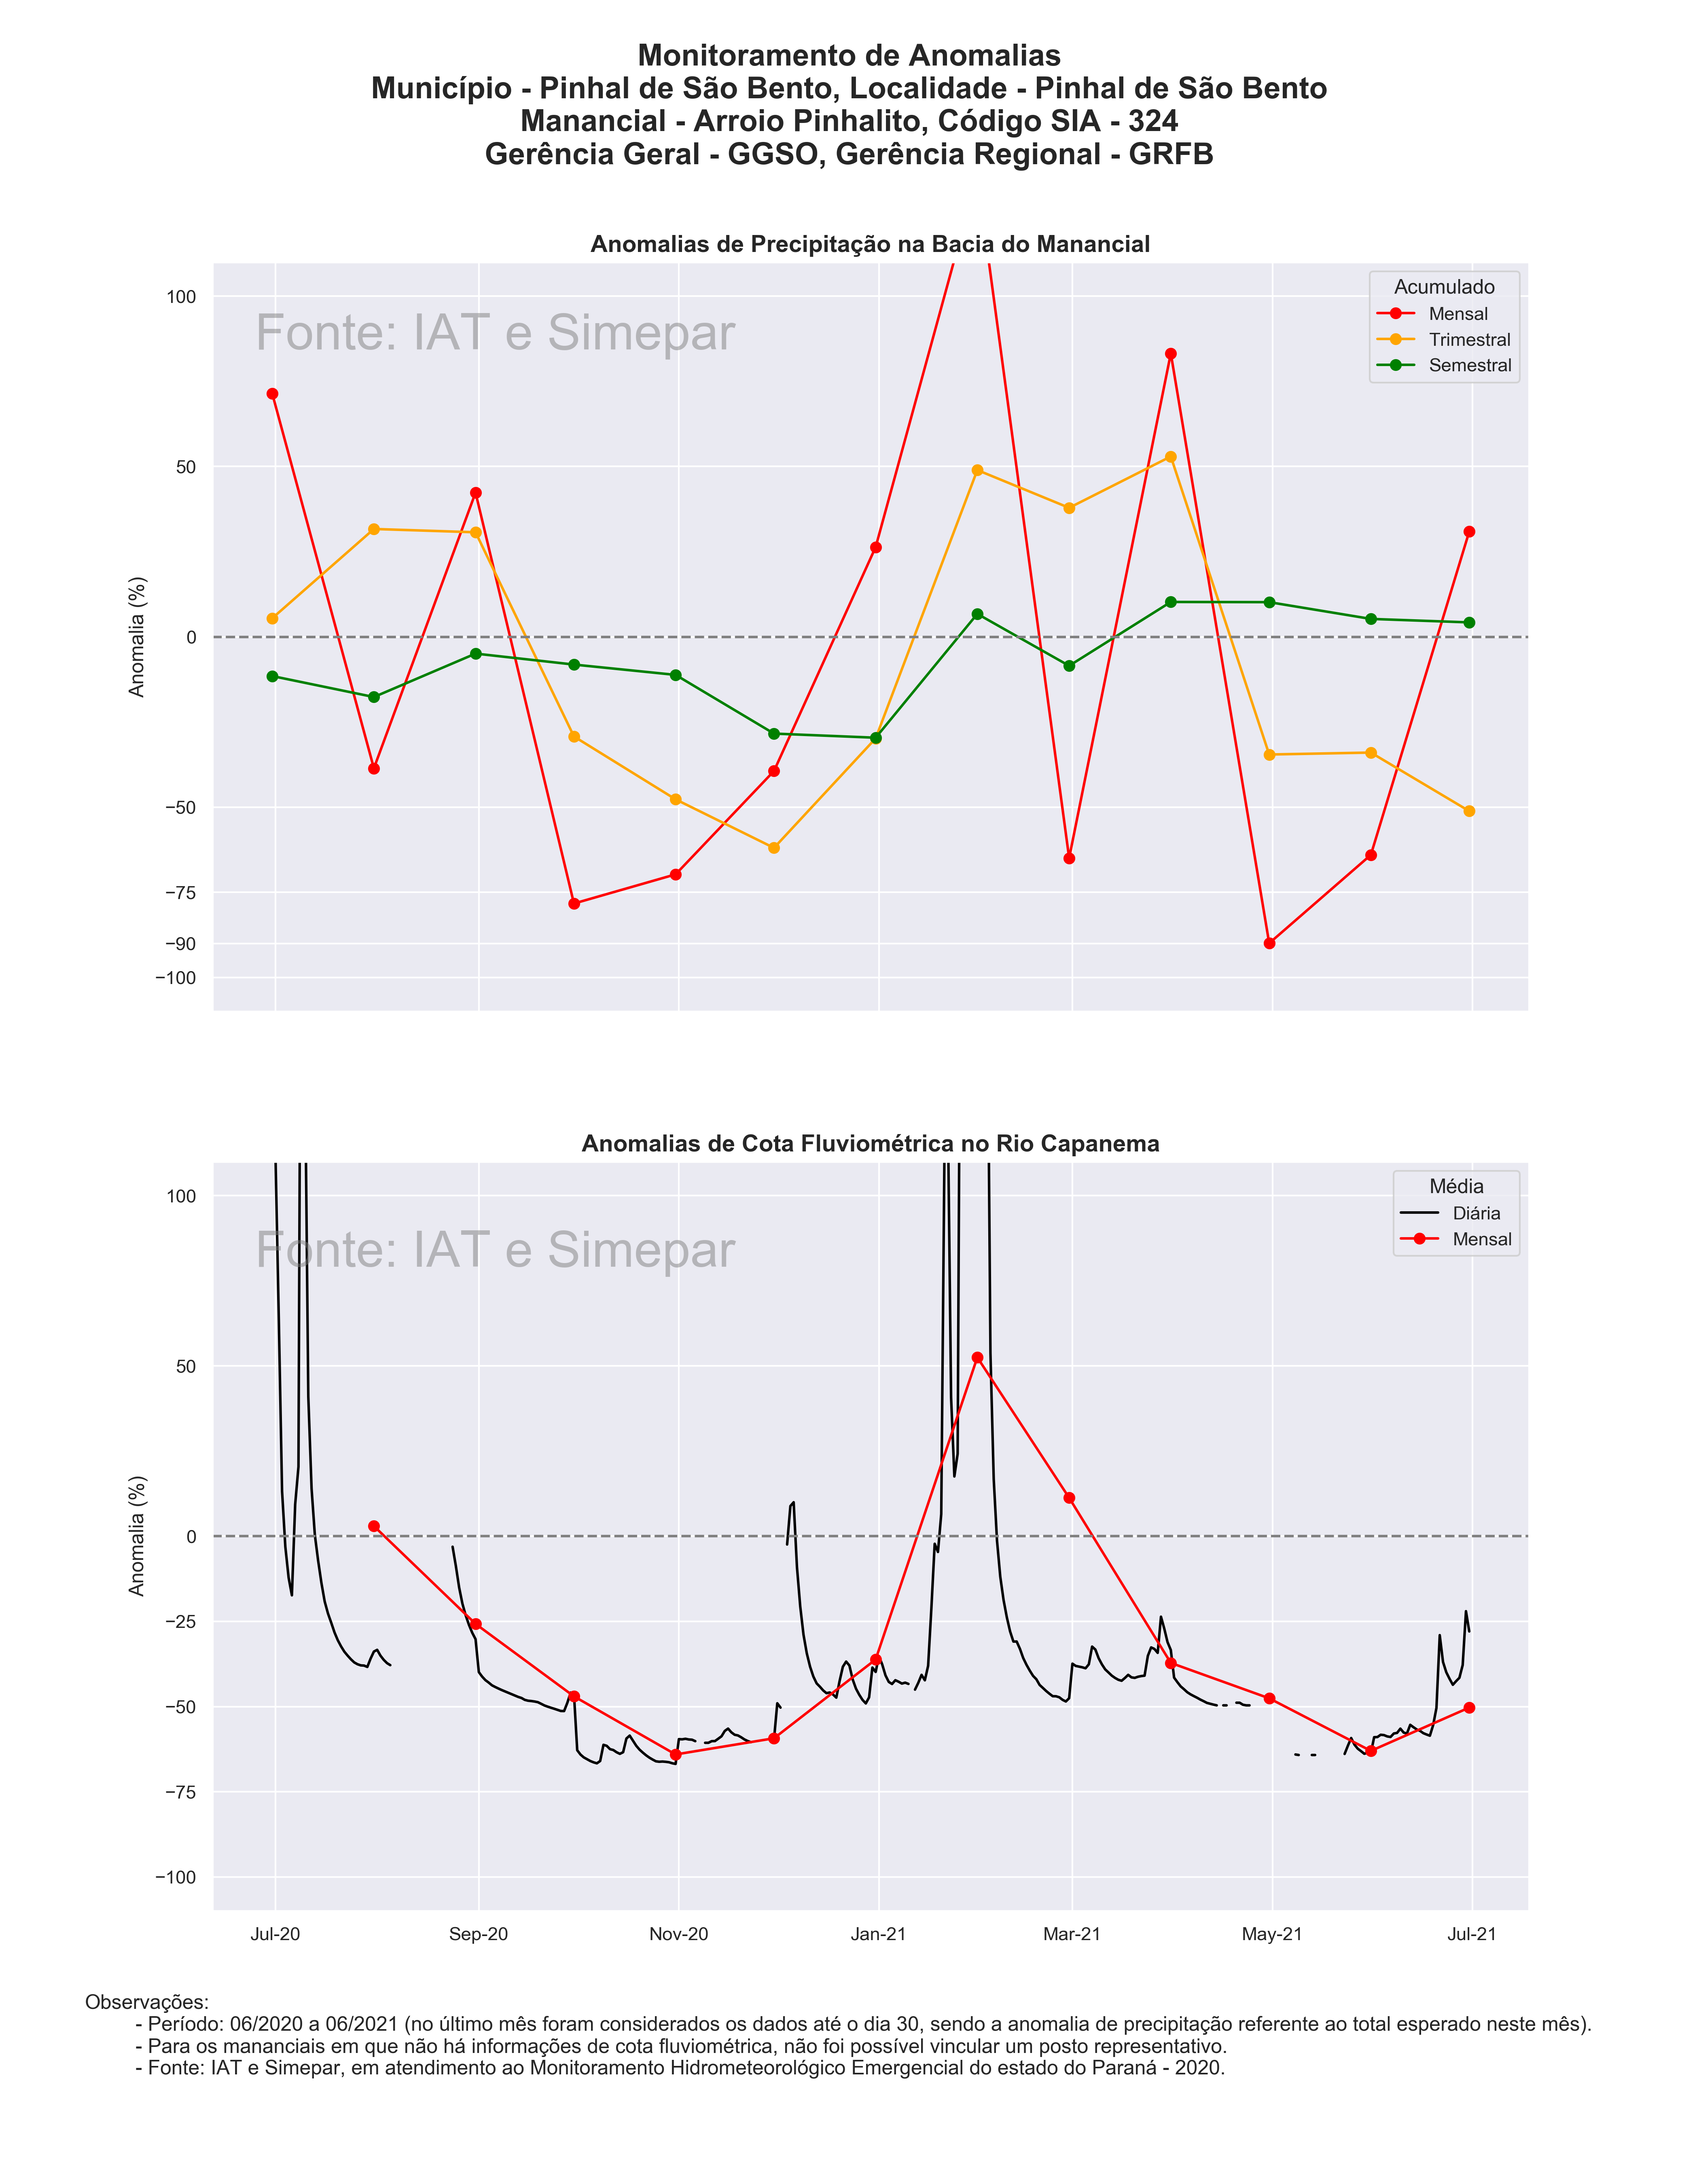 Monitoramento de Anomalias
Município - Pinhal de São Bento, Localidade - Pinhal de São Bento
Manancial - Arroio Pinhalito, Código SIA - 324
Gerência Geral - GGSO, Gerência Regional - GRFB
Anomalias de Precipitação na Bacia do Manancial
Fonte: IAT e Simepar
Acumulado
Mensal
Trimestral
Semestral
Anomalia (%)
100
50
0
−50
−75
−90
−100
Anomalias de Cota Fluviométrica no Rio Capanema
Fonte: IAT e Simepar
Média
Diária
Mensal
Anomalia (%)
100
50
0
−25
−50
−75
−100
Jul-20 Sep-20 Nov-20 Jan-21 Mar-21 May-21 Jul-21
Observações:
- Período: 06/2020 a 06/2021 (no último mês foram considerados os dados até o dia 30, sendo a anomalia de precipitação referente ao total esperado neste mês).
- Para os mananciais em que não há informações de cota fluviométrica, não foi possível vincular um posto representativo.
- Fonte: IAT e Simepar, em atendimento ao Monitoramento Hidrometeorológico Emergencial do estado do Paraná - 2020.